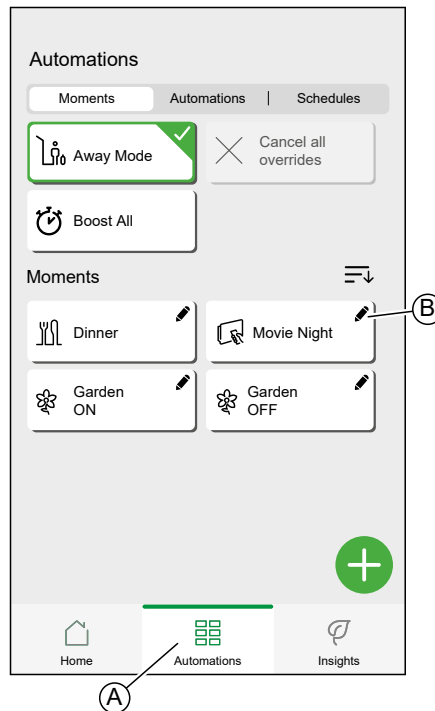 Automations
Moments Automations | Schedules
Away Mode
Cancel all
overrides
Boost All
Moments
B
Dinner
Movie Night
Garden
ON
Garden
OFF
Home Automations Insights
A